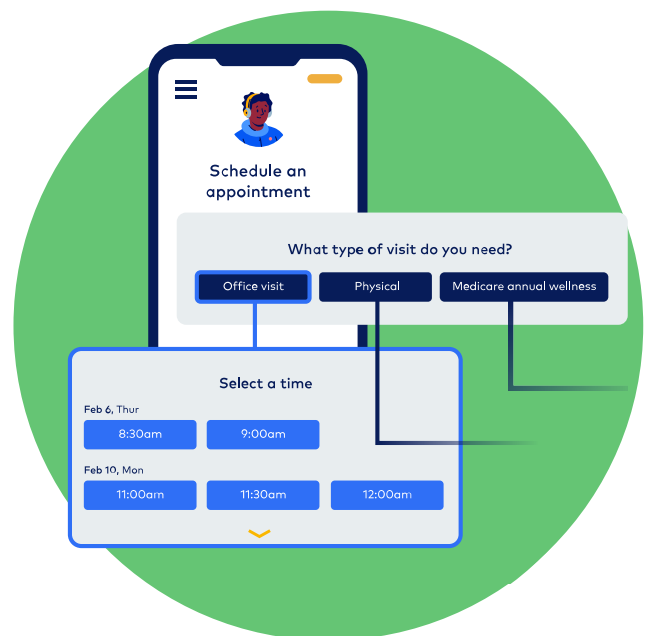 Schedule an
appointment
What type of visit do you need?
Office visit
Physical
Medicare annual wellness
Select a time
Feb 6, Thur
8:30am
9:00am
Feb 10, Mon
11:00am
11:30am
12:00am